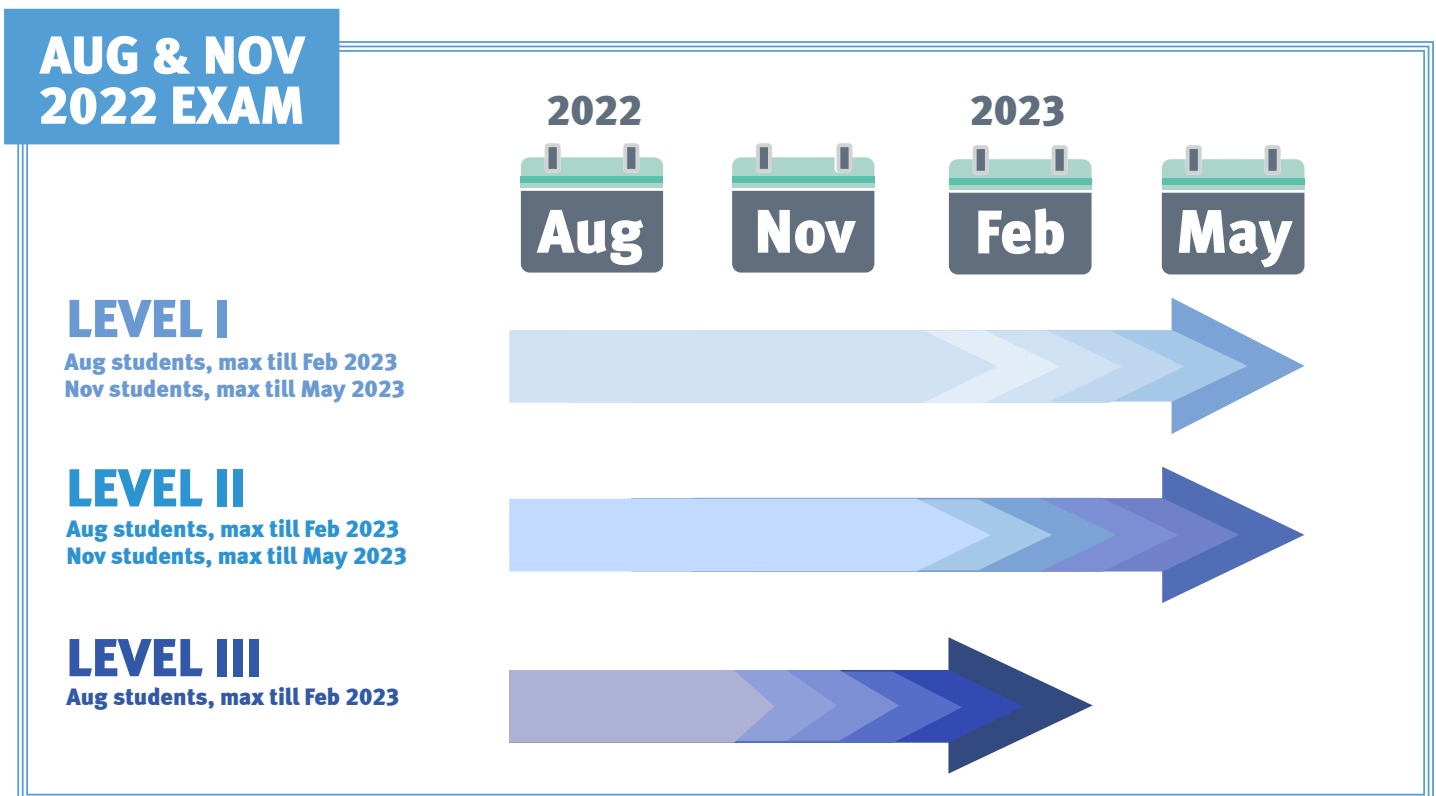 AUG & NOV
2022 EXAM
2022
2023
Aug
Nov
Feb
May
LEVEL I
Aug students, max till Feb 2023
Nov students, max till May 2023
LEVEL II
Aug students, max till Feb 2023
Nov students, max till May 2023
LEVEL III
Aug students, max till Feb 2023